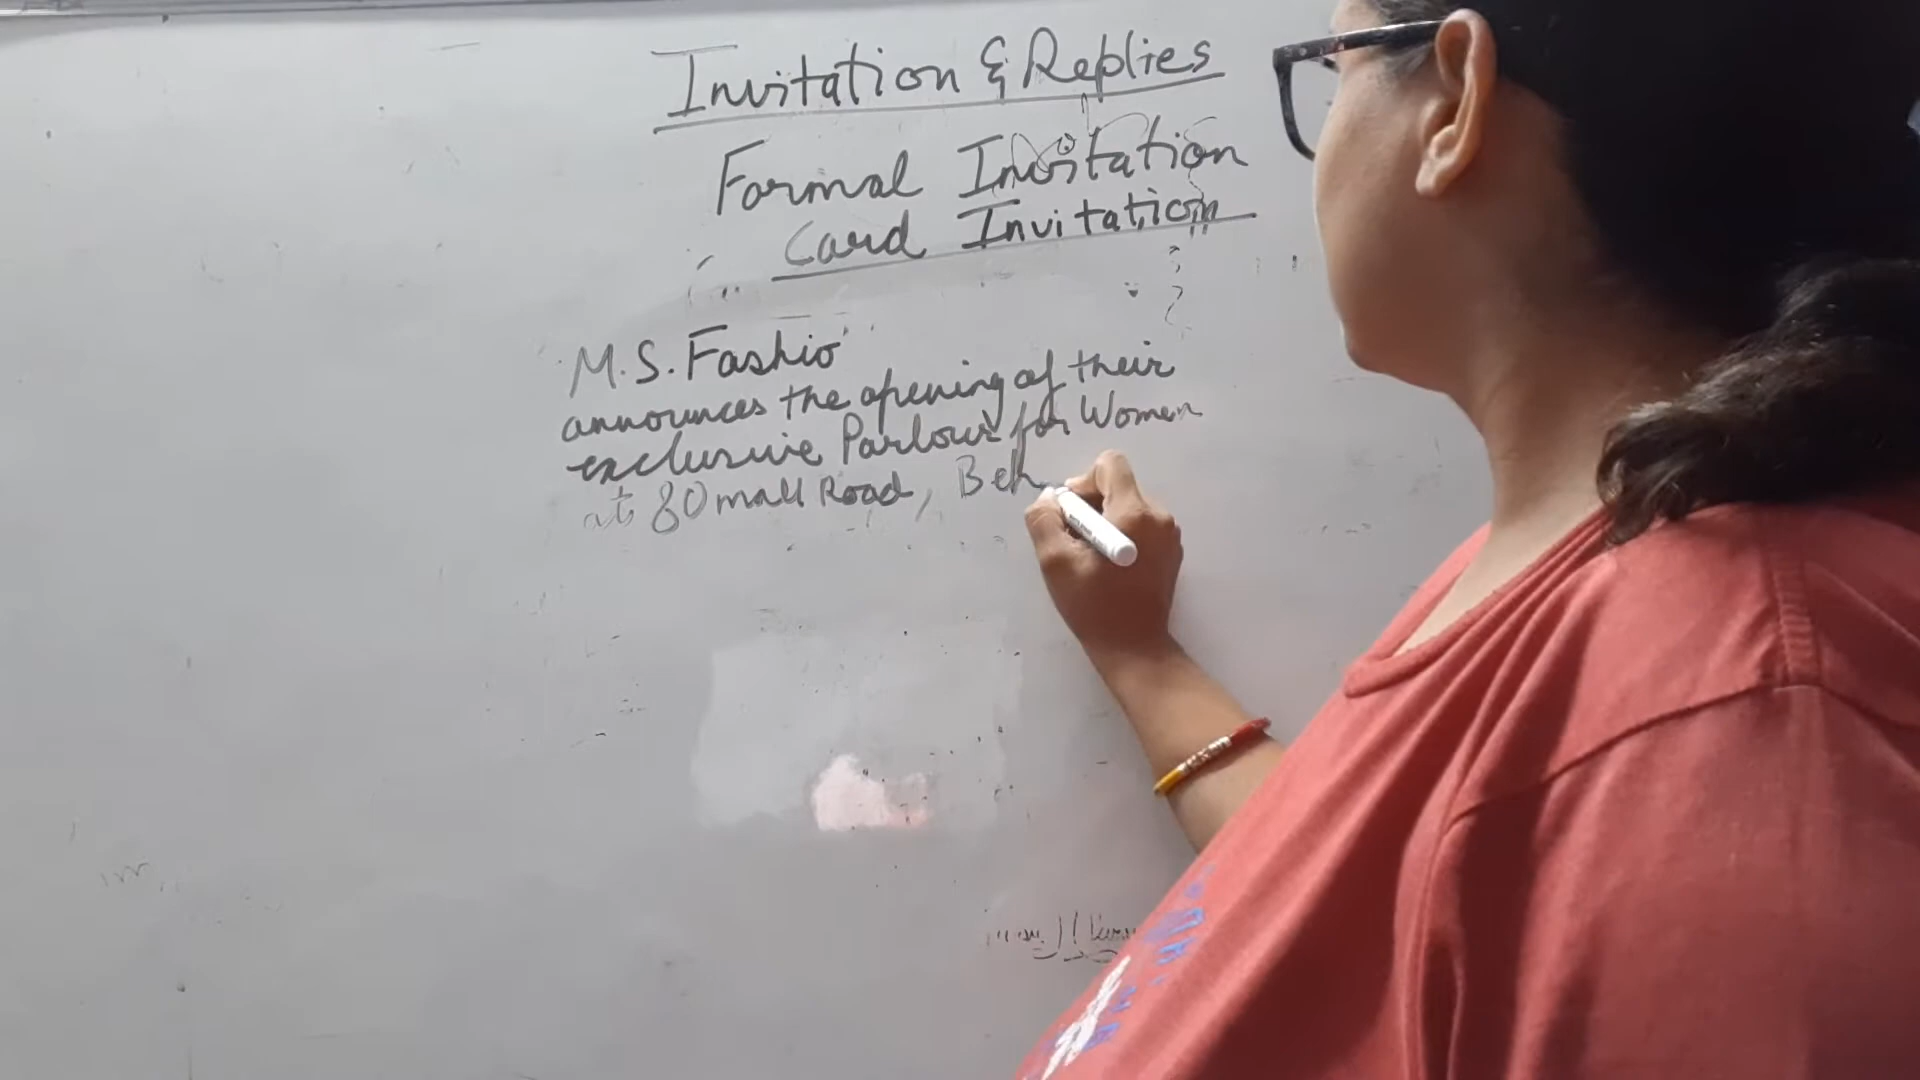 Invitation & Replies
Formal Invitation
Card Invitation
M.S. Fashio
announces the opening of their
exclusive Parlour for Women
at 80 mall Road, Beh